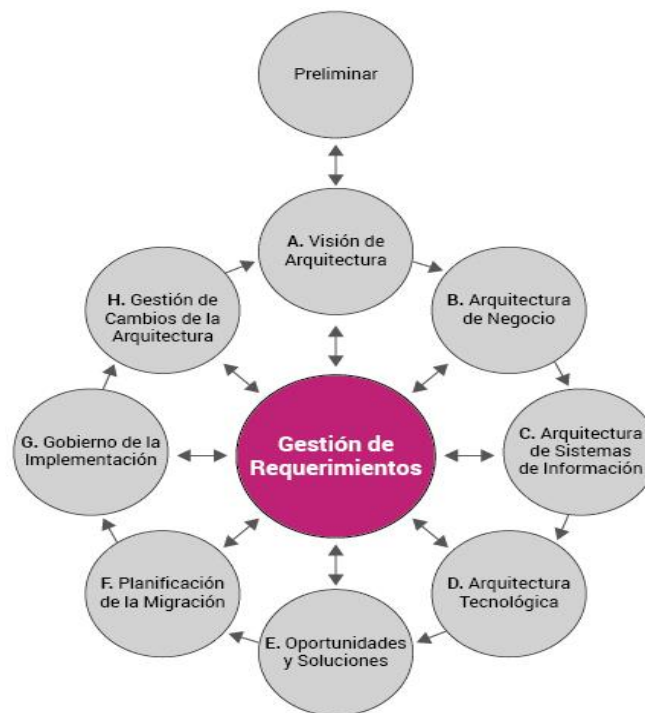 Preliminar
A. Visión de
Arquitectura
H. Gestión de
Cambios de la
Arquitectura
B. Arquitectura
de Negocio
G. Gobierno de la
Implementación
Gestión de
Requerimientos
C. Arquitectura
de Sistemas
de Información
F. Planificación
de la Migración
D. Arquitectura
Tecnológica
E. Oportunidades
y Soluciones